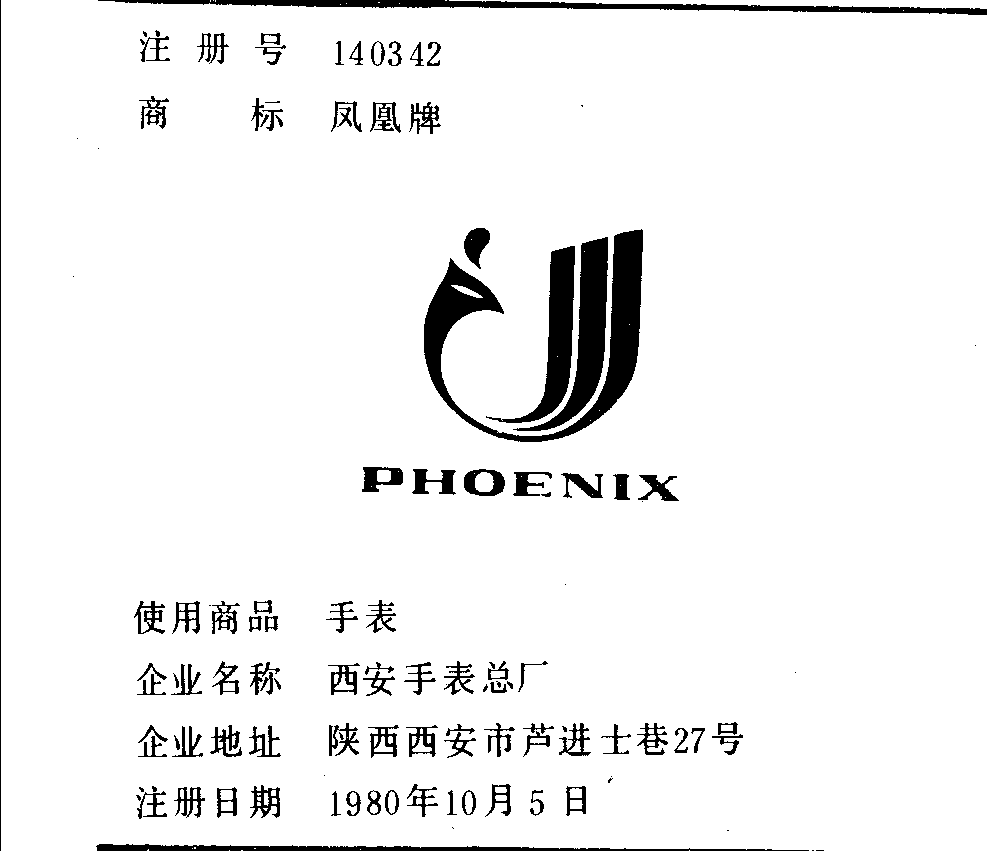 注册号 140342
商标 凤凰牌
PHOENIX
使用商品 手表
企业名称 西安手表总厂
企业地址 陕西西安市芦进士巷27号
注册日期 1980年10月5日